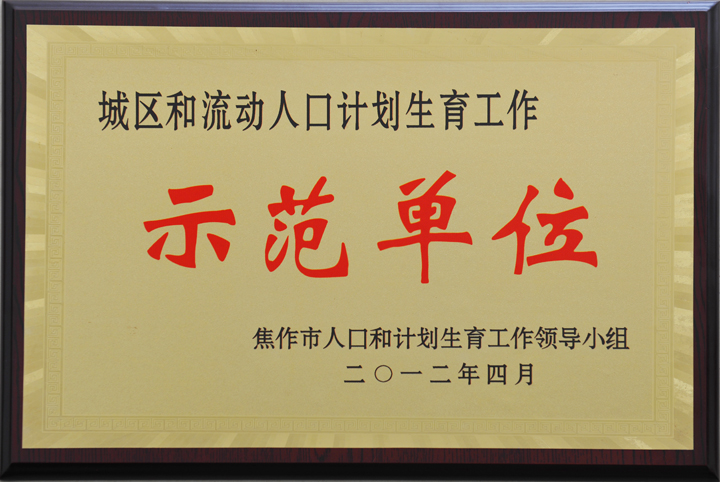 城区和流动人口计划生育工作
示范单位
焦作市人口和计划生育工作领导小组
二〇一二年四月